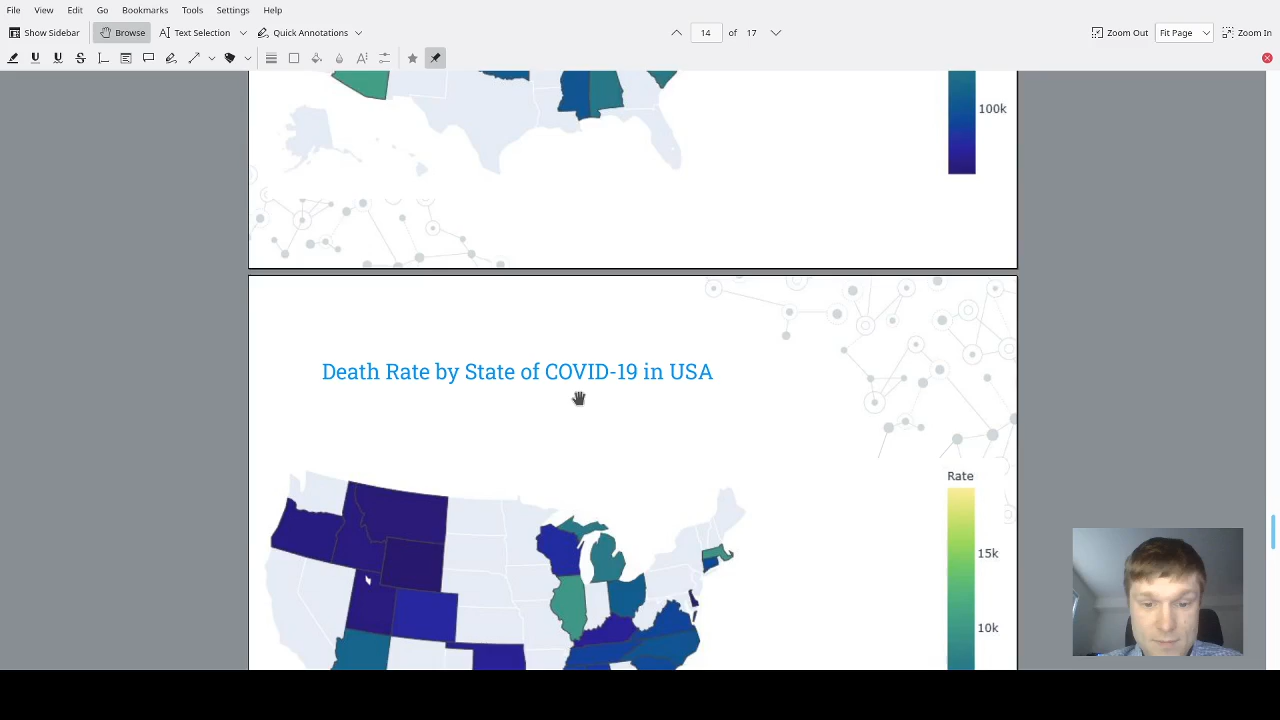 File View Edit Go Bookmarks Tools Settings Help
Show Sidebar Browse Text Selection Quick Annotations 14 of 17 Zoom Out Fit Page Zoom In
100k
Death Rate by State of COVID-19 in USA
Rate
15k
10k